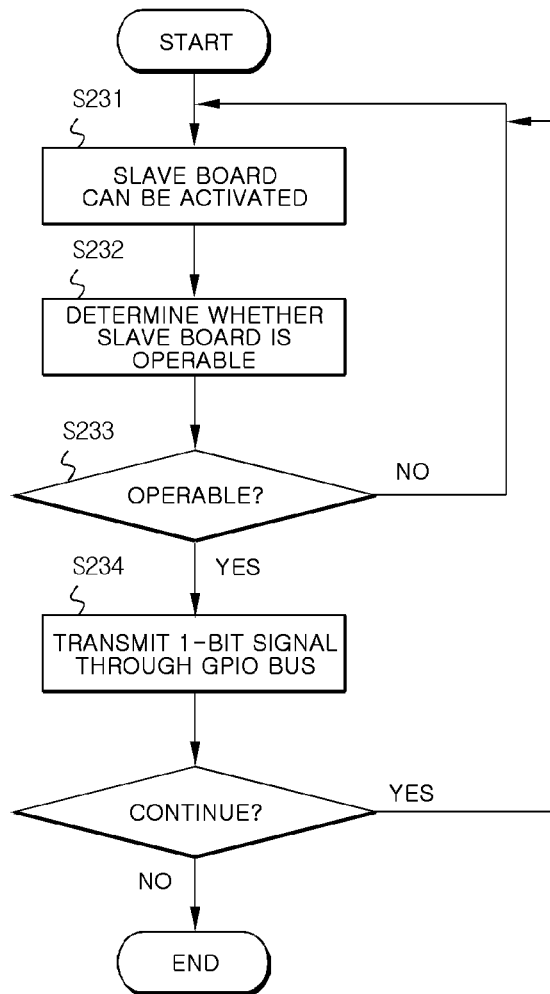 START
S231
SLAVE BOARD
CAN BE ACTIVATED
S232
DETERMINE WHETHER
SLAVE BOARD IS
OPERABLE
S233
OPERABLE?
NO
YES
S234
TRANSMIT 1-BIT SIGNAL
THROUGH GPIO BUS
CONTINUE?
YES
NO
END